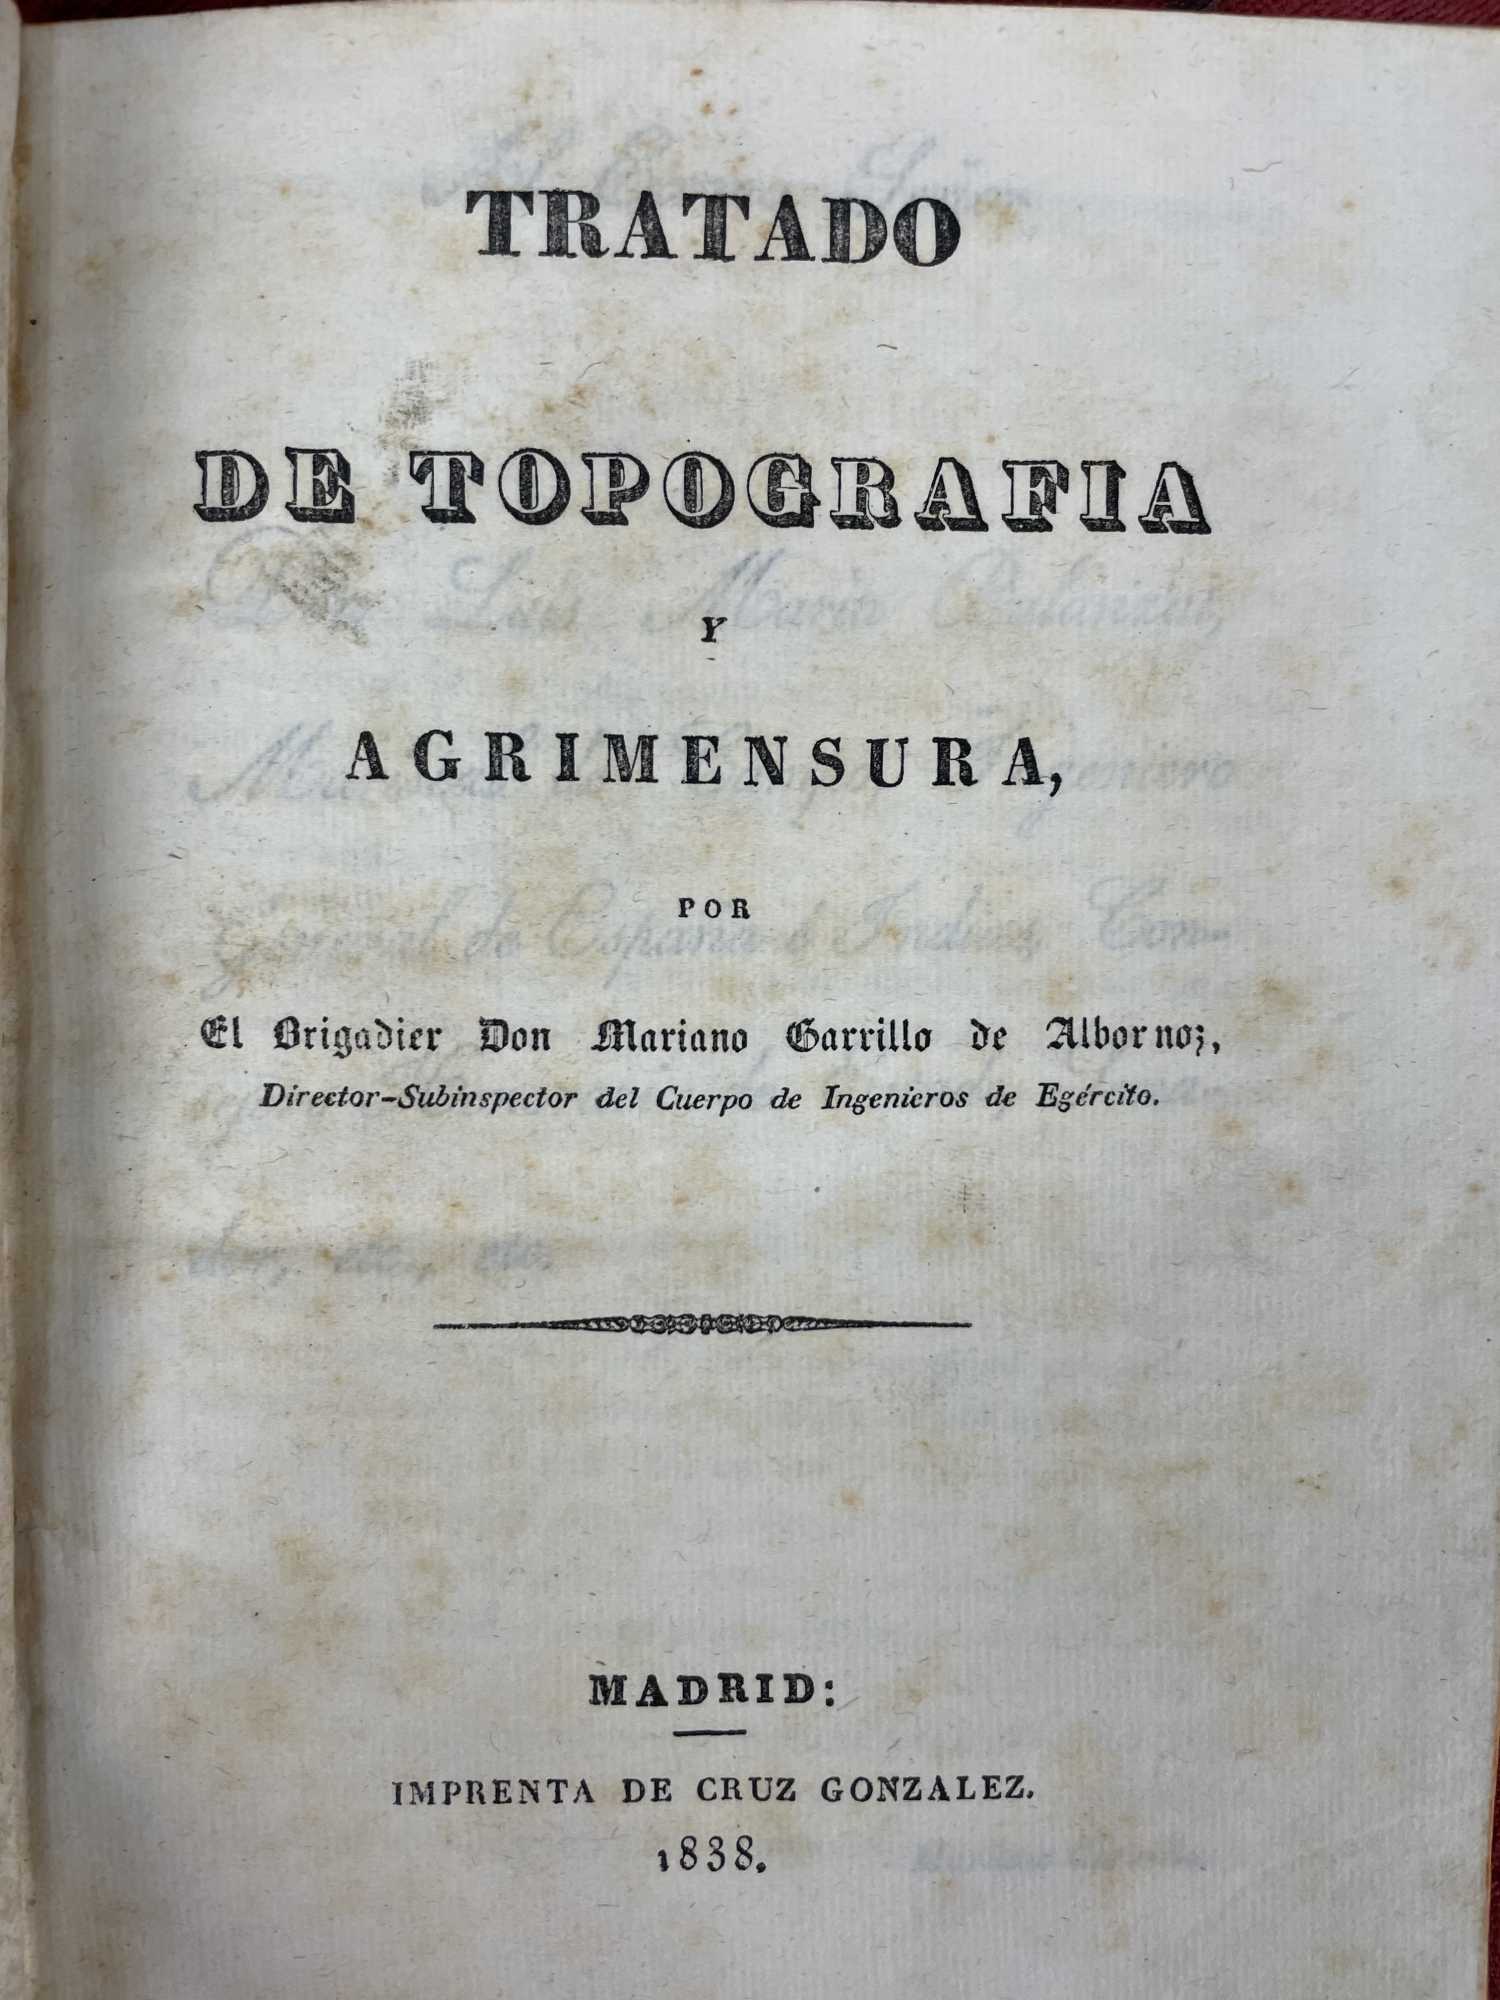 TRATADO
DE TOPOGRAFIA
Y
AGRIMENSURA,
POR
El Brigadier Don Mariano Carrillo de Albornoz,
Director-Subinspector del Cuerpo de Ingenieros de Egército.
MADRID:
IMPRENTA DE CRUZ GONZALEZ.
1838.